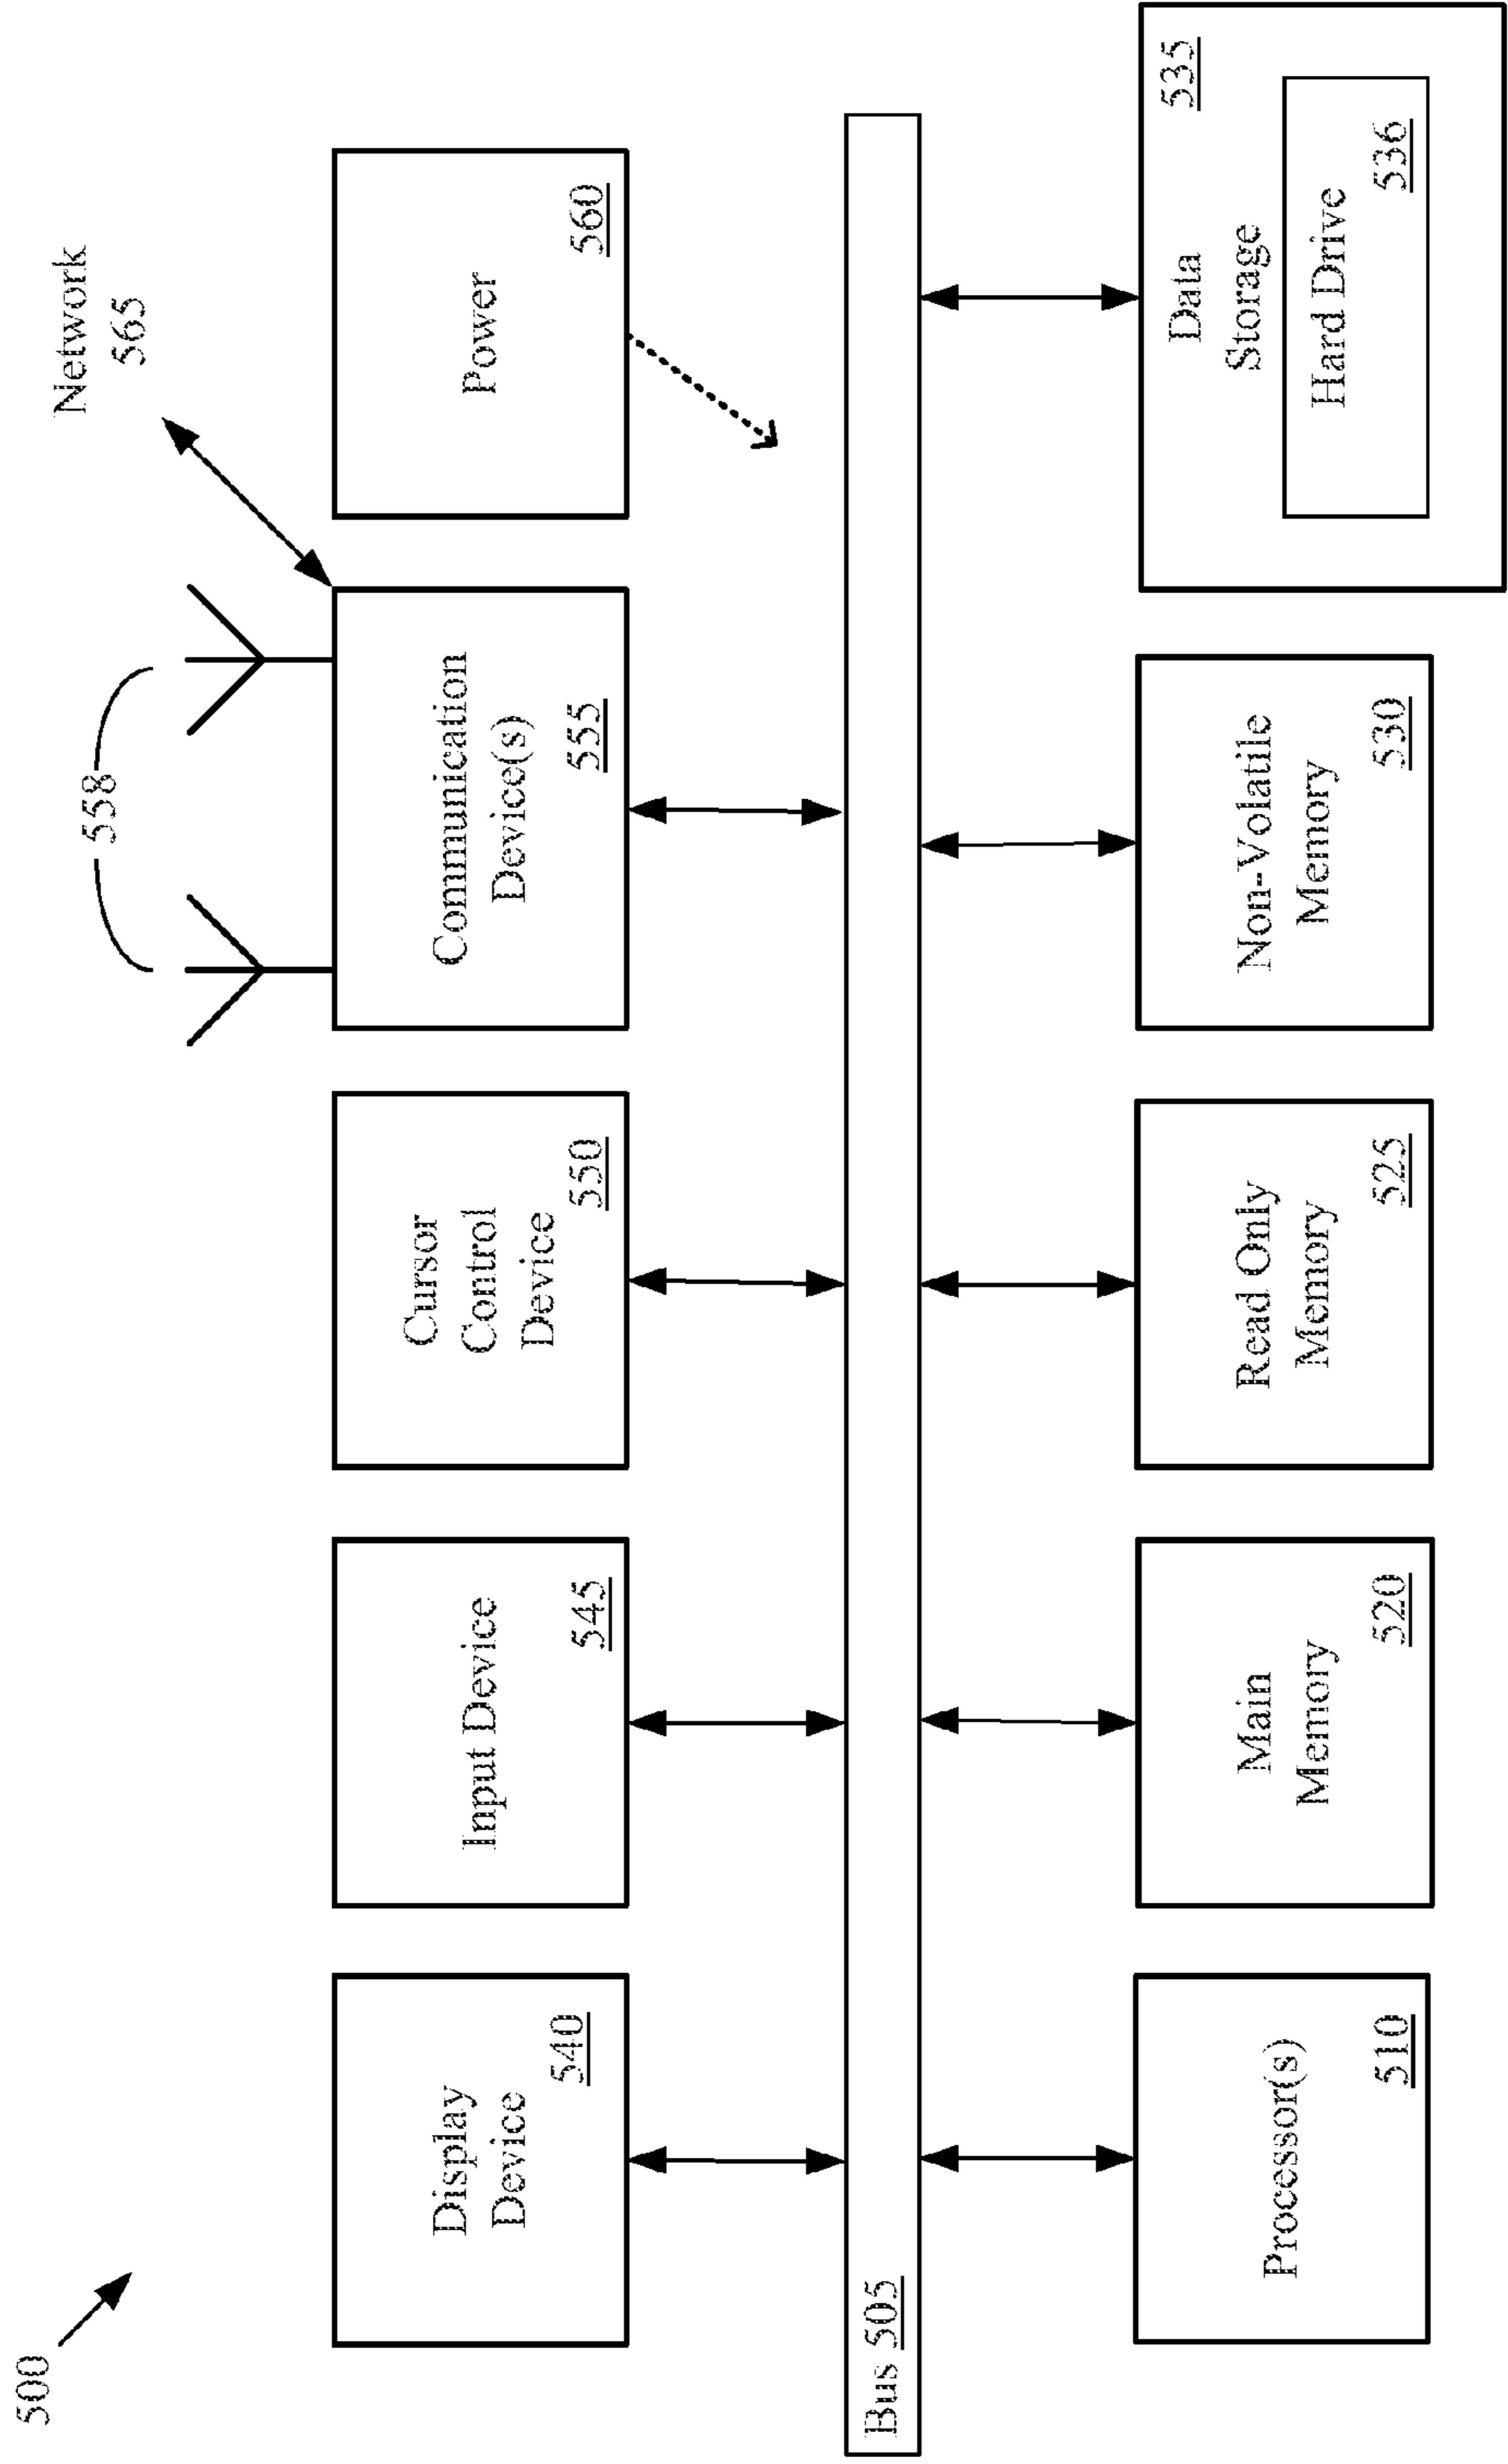 500
Network
565
558
Display
Device
540
Input Device
545
Cursor
Control
Device
550
Communication
Device(s)
555
Power
560
Bus 505
Processor(s)
510
Main
Memory
520
Read Only
Memory
525
Non-Volatile
Memory
530
Data
Storage
535
Hard Drive
536